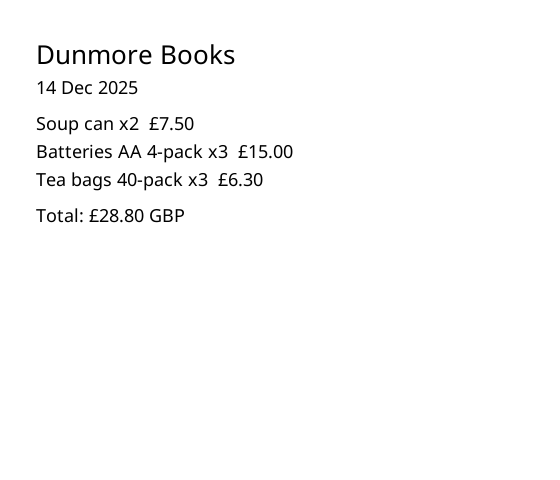 Dunmore Books
14 Dec 2025
Soup can x2  £7.50
Batteries AA 4-pack x3  £15.00
Tea bags 40-pack x3  £6.30
Total: £28.80 GBP